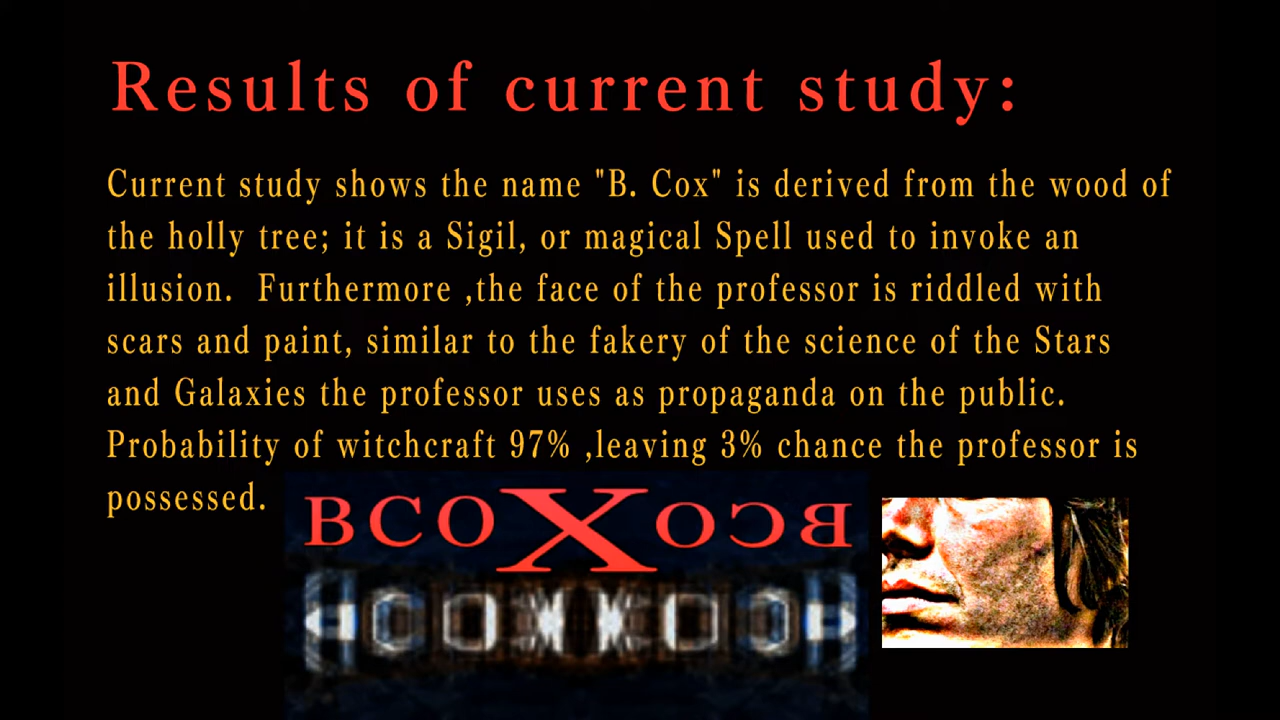 Results of current study:
Current study shows the name "B. Cox" is derived from the wood of
the holly tree; it is a Sigil, or magical Spell used to invoke an
illusion.  Furthermore ,the face of the professor is riddled with
scars and paint, similar to the fakery of the science of the Stars
and Galaxies the professor uses as propaganda on the public.
Probability of witchcraft 97% ,leaving 3% chance the professor is
possessed.
BCOXOCB